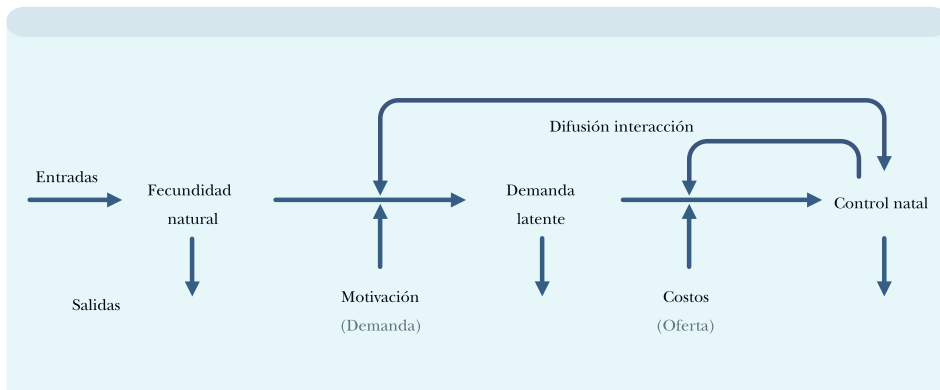 Difusión interacción
Entradas
Fecundidad
natural
Demanda
latente
Control natal
Salidas
Motivación
(Demanda)
Costos
(Oferta)